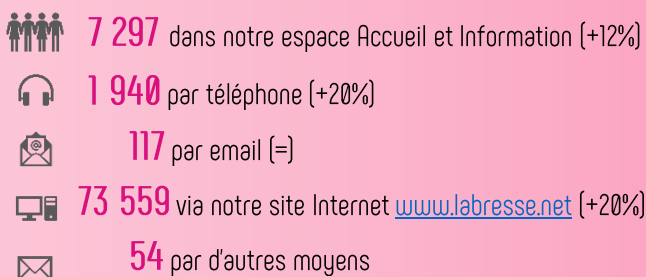 7 297 dans notre espace Accueil et Information (+12%)
1 940 par téléphone (+20%)
117 par email (=)
73 559 via notre site Internet www.labresse.net (+20%)
54 par d'autres moyens